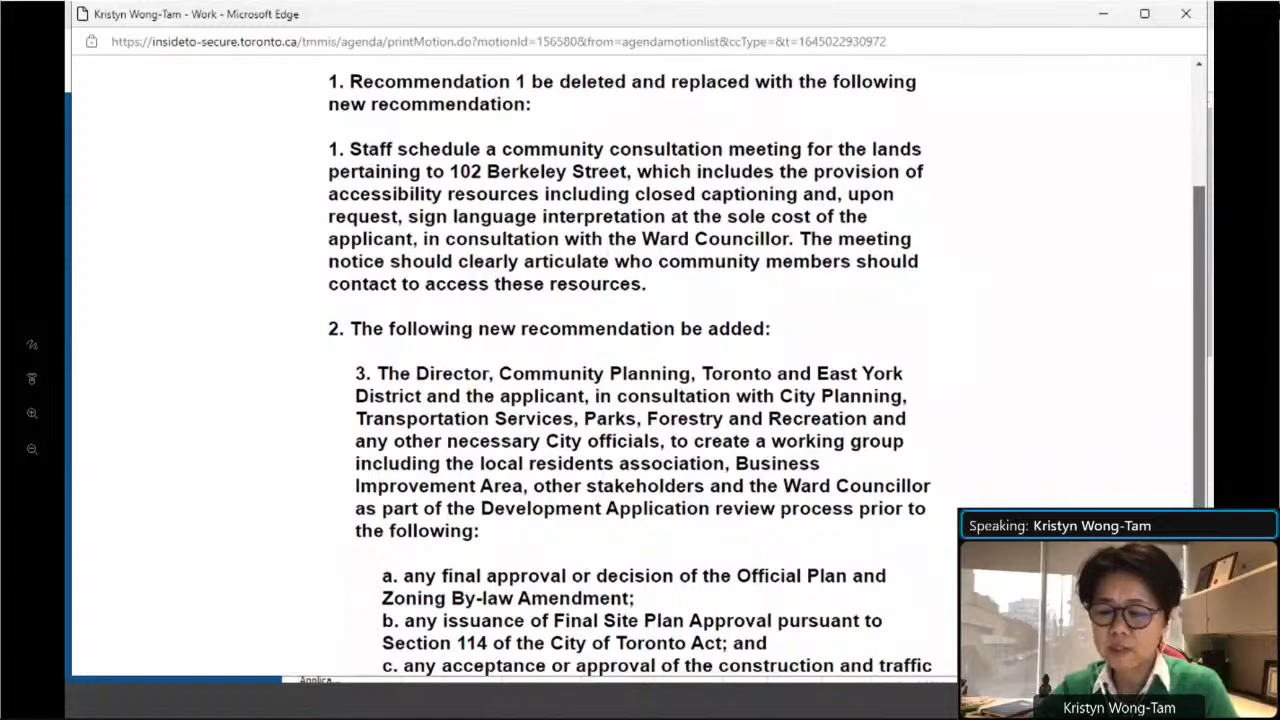 Kristyn Wong-Tam - Work - Microsoft Edge
https://insideto-secure.toronto.ca/tmmis/agenda/printMotion.do?motionId=156580&from=agendamotionlist&ccType=&t=1645022930972
1. Recommendation 1 be deleted and replaced with the following
new recommendation:
1. Staff schedule a community consultation meeting for the lands
pertaining to 102 Berkeley Street, which includes the provision of
accessibility resources including closed captioning and, upon
request, sign language interpretation at the sole cost of the
applicant, in consultation with the Ward Councillor. The meeting
notice should clearly articulate who community members should
contact to access these resources.
2. The following new recommendation be added:
3. The Director, Community Planning, Toronto and East York
District and the applicant, in consultation with City Planning,
Transportation Services, Parks, Forestry and Recreation and
any other necessary City officials, to create a working group
including the local residents association, Business
Improvement Area, other stakeholders and the Ward Councillor
as part of the Development Application review process prior to
the following:
a. any final approval or decision of the Official Plan and
Zoning By-law Amendment;
b. any issuance of Final Site Plan Approval pursuant to
Section 114 of the City of Toronto Act; and
c. any acceptance or approval of the construction and traffic
Applica...
Speaking: Kristyn Wong-Tam
Kristyn Wong-Tam